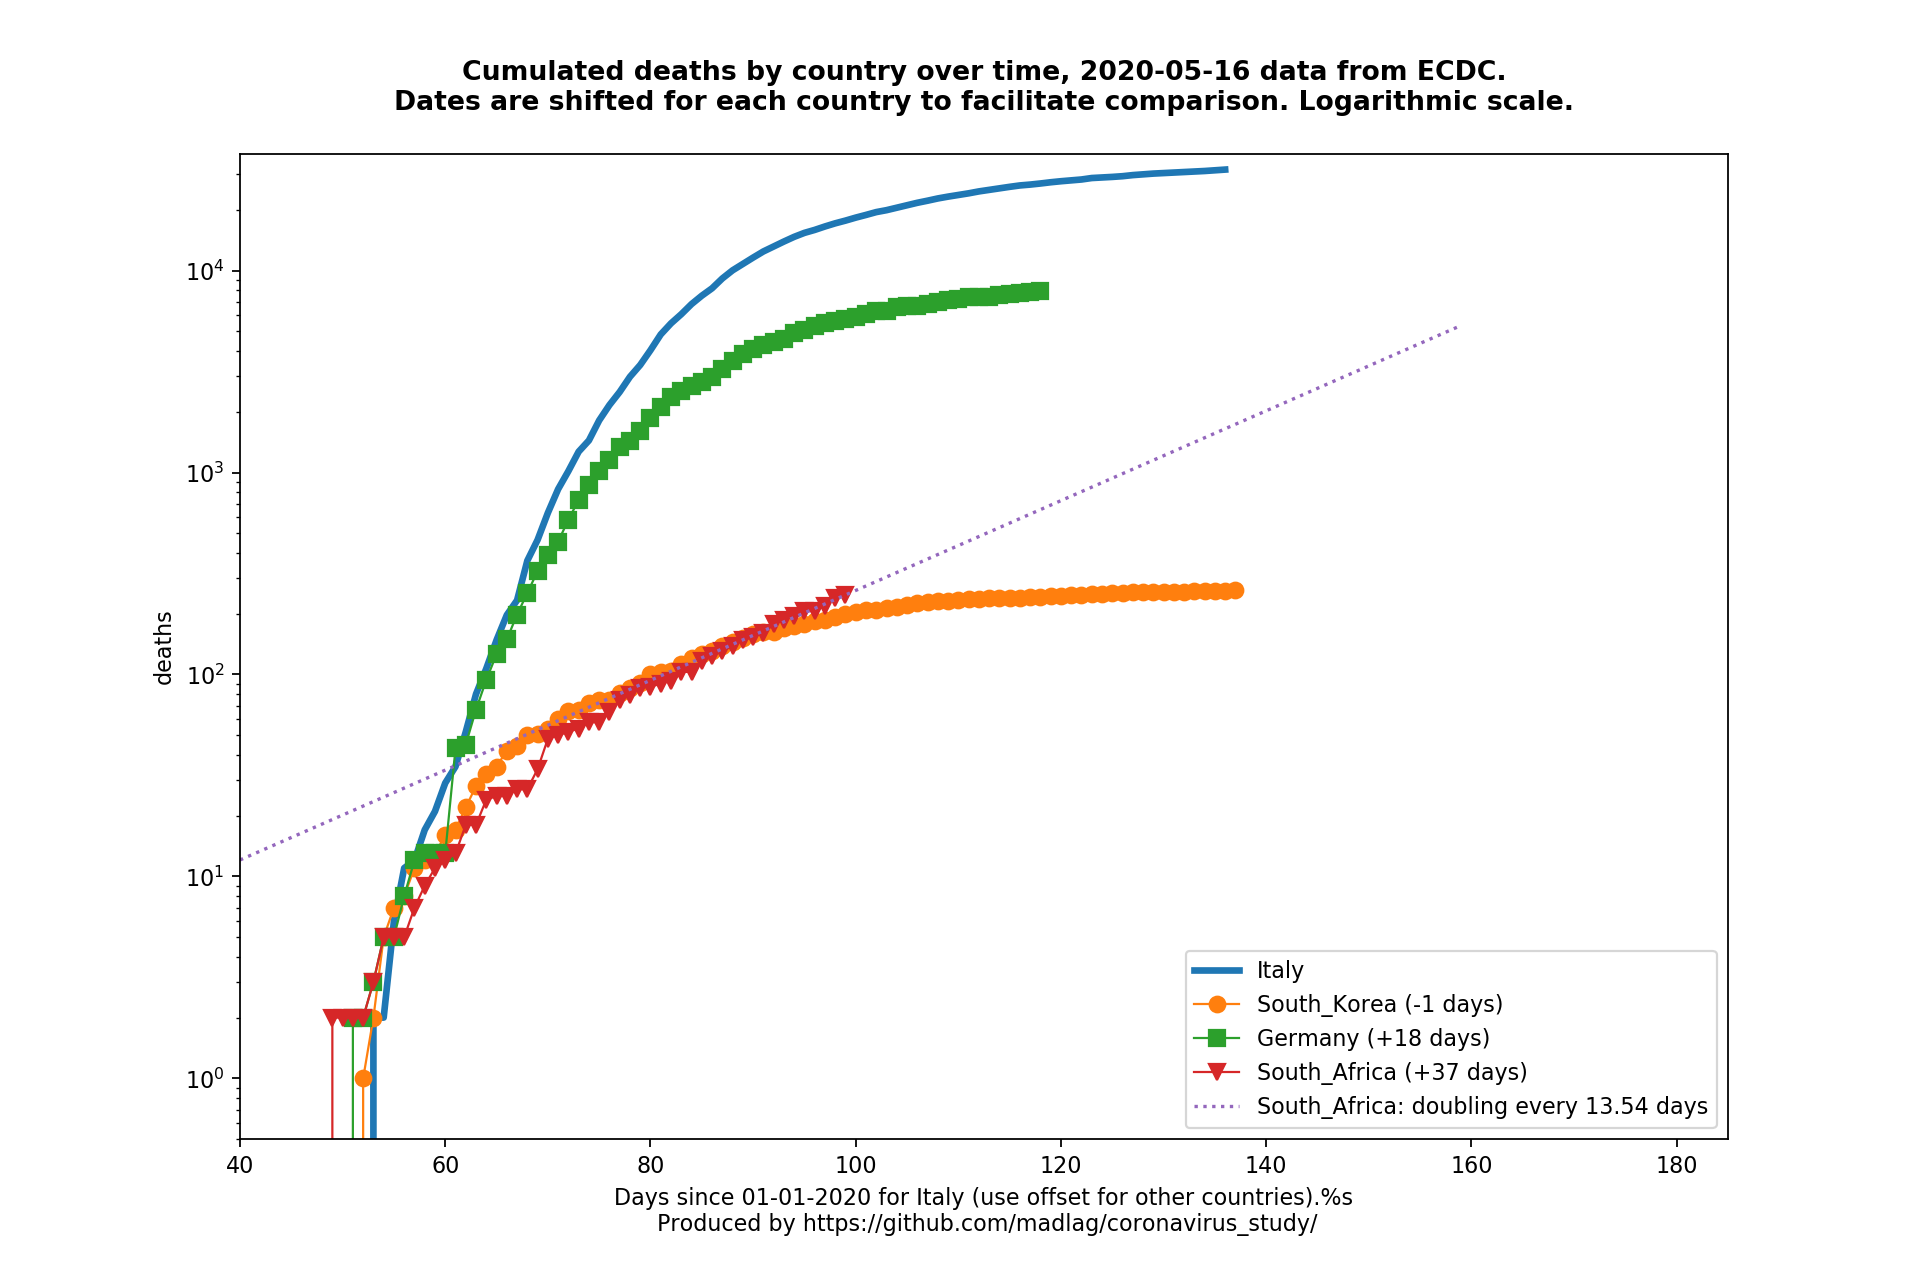 Cumulated deaths by country over time, 2020-05-16 data from ECDC.
Dates are shifted for each country to facilitate comparison. Logarithmic scale.
deaths
10^4
10^3
10^2
10^1
10^0
40 60 80 100 120 140 160 180
Italy
South_Korea (-1 days)
Germany (+18 days)
South_Africa (+37 days)
South_Africa: doubling every 13.54 days
Days since 01-01-2020 for Italy (use offset for other countries).%s
Produced by https://github.com/madlag/coronavirus_study/